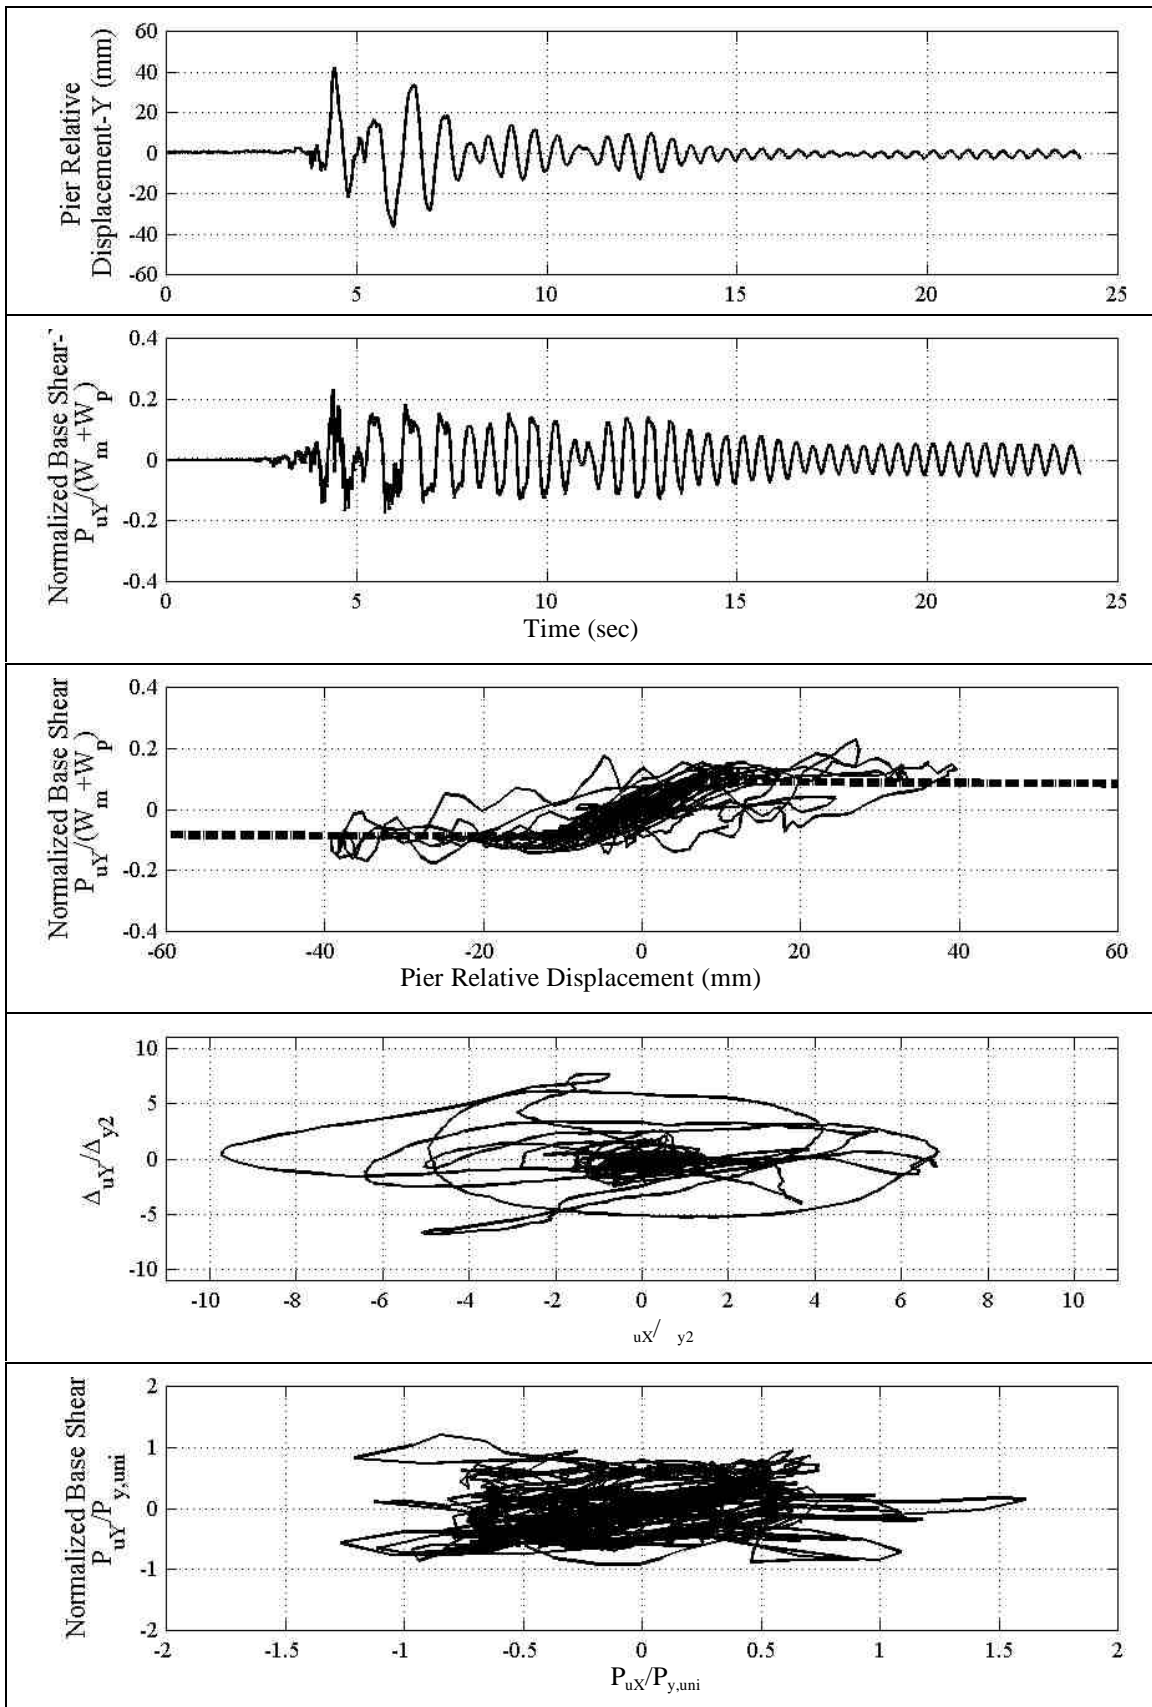 Pier Relative
Displacement-Y (mm)
60
40
20
0
-20
-40
-60
0 5 10 15 20 25
Normalized Base Shear-
P_uY/(W_m+W_p)
0.4
0.2
0
-0.2
-0.4
0 5 10 15 20 25
Time (sec)
Normalized Base Shear
P_uY/(W_m+W_p)
0.4
0.2
0
-0.2
-0.4
-60 -40 -20 0 20 40 60
Pier Relative Displacement (mm)
Δ_uY/Δ_y2
10
5
0
-5
-10
-10 -8 -6 -4 -2 0 2 4 6 8 10
uX/ y2
Normalized Base Shear
P_uY/P_y,uni
2
1
0
-1
-2
-2 -1.5 -1 -0.5 0 0.5 1 1.5 2
P_uX/P_y,uni